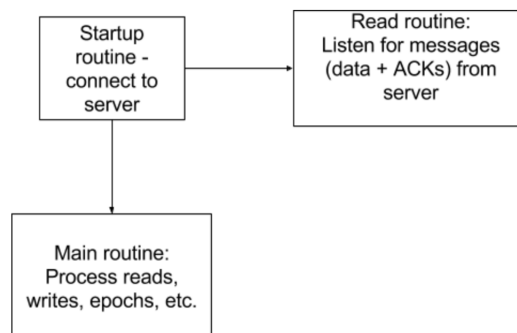 Startup
routine -
connect to
server
Read routine:
Listen for messages
(data + ACKs) from
server
Main routine:
Process reads,
writes, epochs, etc.